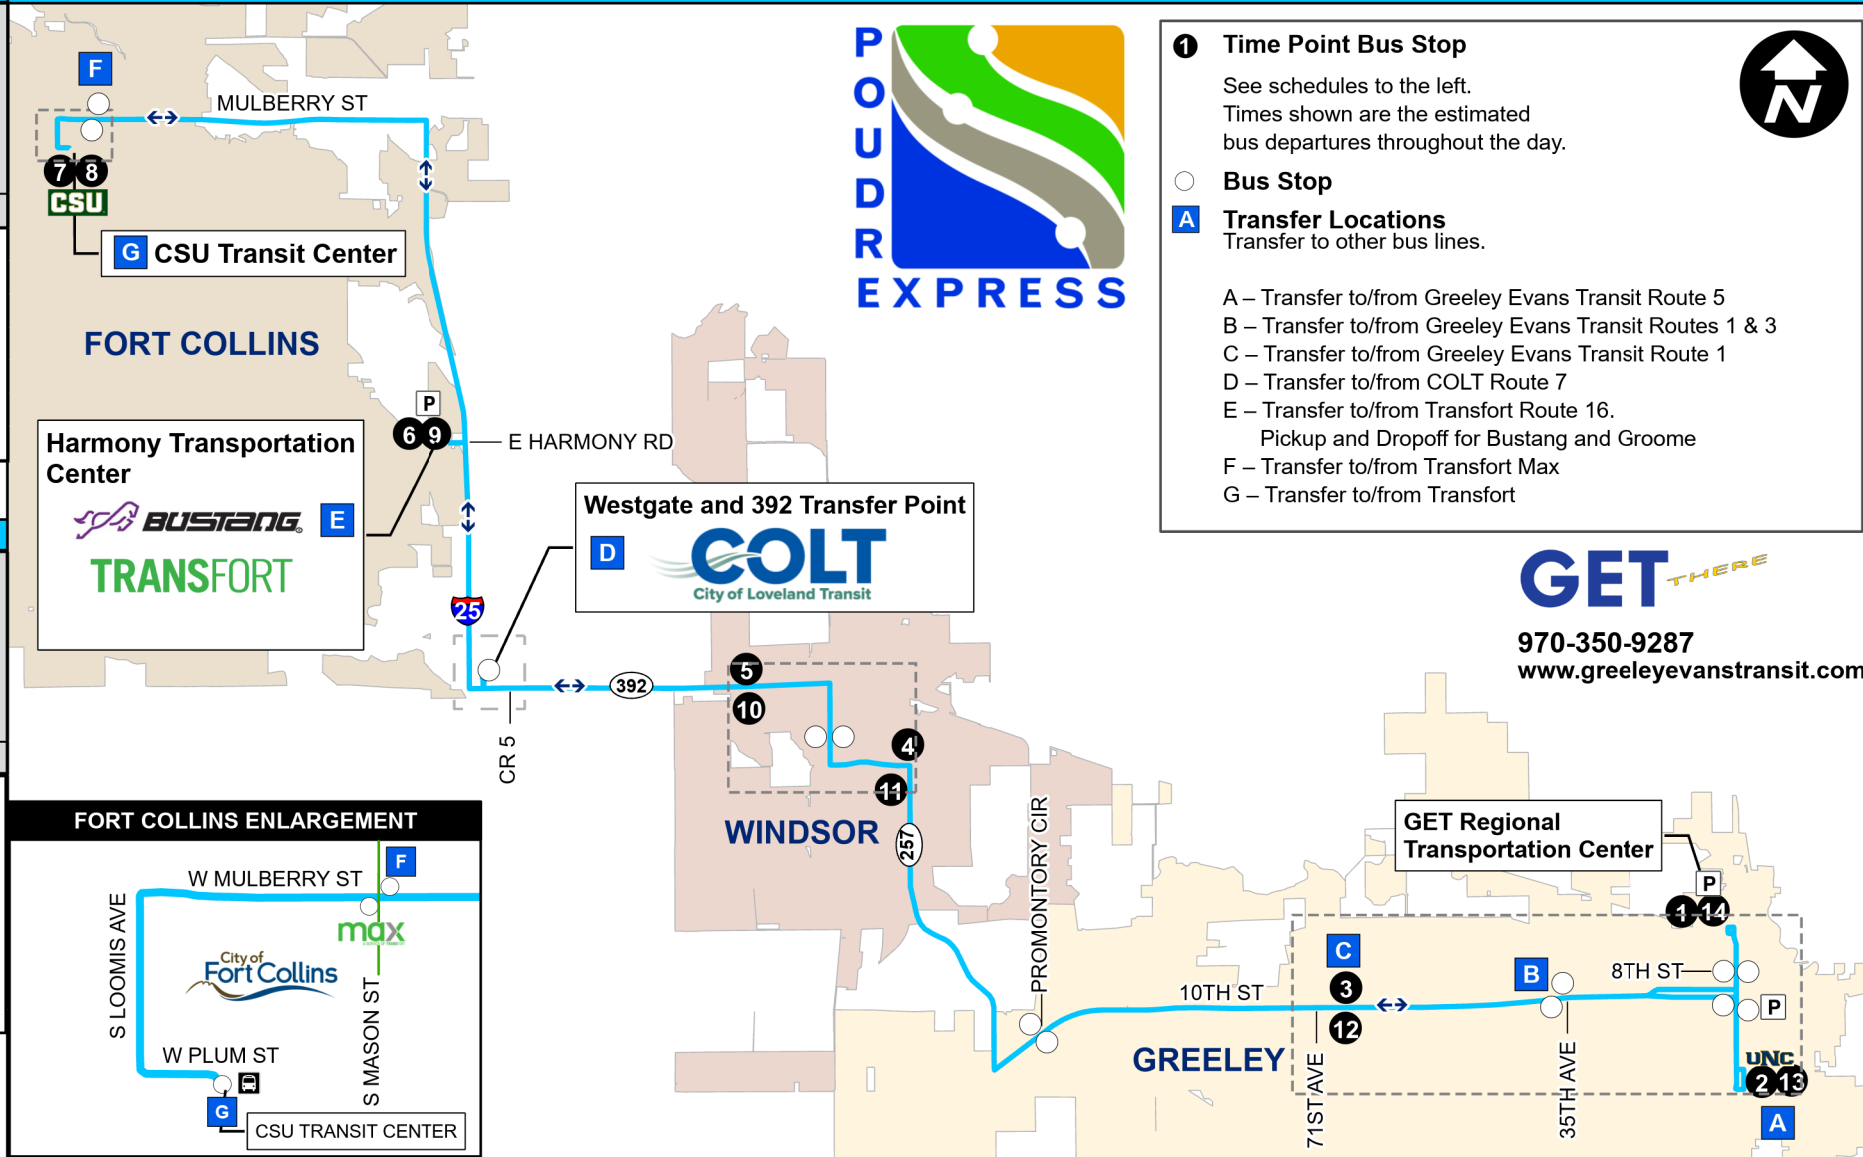 F
MULBERRY ST
7 8
CSU
G CSU Transit Center
FORT COLLINS
P
6 9
E HARMONY RD
Harmony Transportation
Center
BUSTANG
E
TRANSFORT
25
Westgate and 392 Transfer Point
D
COLT
City of Loveland Transit
392
CR 5
5
10
4
11
WINDSOR
257
PROMONTORY CIR
POUDRE
EXPRESS
1 Time Point Bus Stop
See schedules to the left.
Times shown are the estimated
bus departures throughout the day.
Bus Stop
A Transfer Locations
Transfer to other bus lines.
A – Transfer to/from Greeley Evans Transit Route 5
B – Transfer to/from Greeley Evans Transit Routes 1 & 3
C – Transfer to/from Greeley Evans Transit Route 1
D – Transfer to/from COLT Route 7
E – Transfer to/from Transfort Route 16.
Pickup and Dropoff for Bustang and Groome
F – Transfer to/from Transfort Max
G – Transfer to/from Transfort
N
GET THERE
970-350-9287
www.greeleyevanstransit.com
GET Regional
Transportation Center
P
1 14
C
3
12
10TH ST
B
8TH ST
P
GREELEY
71ST AVE
35TH AVE
UNC
2 13
A
FORT COLLINS ENLARGEMENT
F
W MULBERRY ST
max
S LOOMIS AVE
City of
Fort Collins
S MASON ST
W PLUM ST
G
CSU TRANSIT CENTER